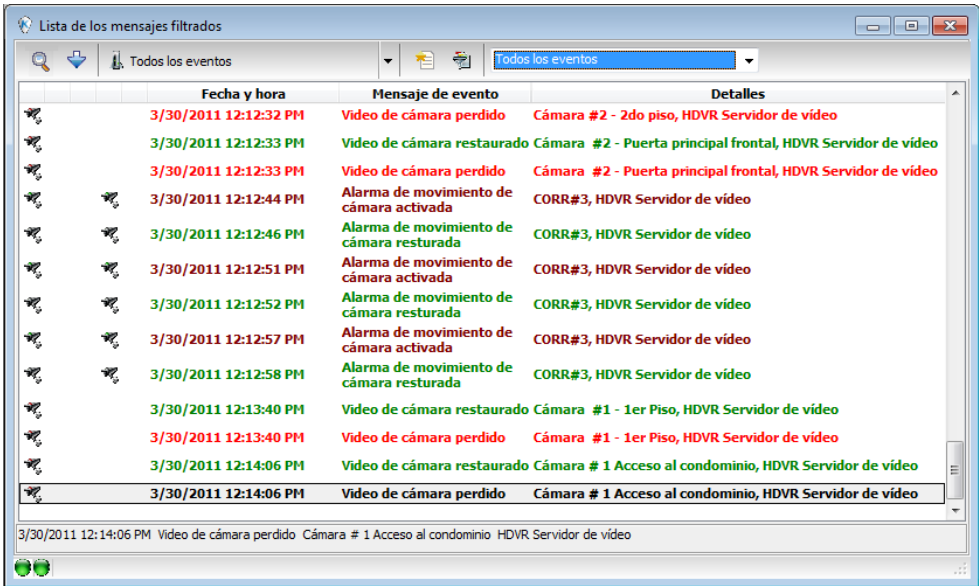 Lista de los mensajes filtrados
Todos los eventos Todos los eventos
Fecha y hora Mensaje de evento Detalles
3/30/2011 12:12:32 PM Video de cámara perdido Cámara #2 - 2do piso, HDVR Servidor de vídeo
3/30/2011 12:12:33 PM Video de cámara restaurado Cámara #2 - Puerta principal frontal, HDVR Servidor de vídeo
3/30/2011 12:12:33 PM Video de cámara perdido Cámara #2 - Puerta principal frontal, HDVR Servidor de vídeo
3/30/2011 12:12:44 PM Alarma de movimiento de cámara activada CORR#3, HDVR Servidor de vídeo
3/30/2011 12:12:46 PM Alarma de movimiento de cámara resturada CORR#3, HDVR Servidor de vídeo
3/30/2011 12:12:51 PM Alarma de movimiento de cámara activada CORR#3, HDVR Servidor de vídeo
3/30/2011 12:12:52 PM Alarma de movimiento de cámara resturada CORR#3, HDVR Servidor de vídeo
3/30/2011 12:12:57 PM Alarma de movimiento de cámara activada CORR#3, HDVR Servidor de vídeo
3/30/2011 12:12:58 PM Alarma de movimiento de cámara resturada CORR#3, HDVR Servidor de vídeo
3/30/2011 12:13:40 PM Video de cámara restaurado Cámara #1 - 1er Piso, HDVR Servidor de vídeo
3/30/2011 12:13:40 PM Video de cámara perdido Cámara #1 - 1er Piso, HDVR Servidor de vídeo
3/30/2011 12:14:06 PM Video de cámara restaurado Cámara # 1 Acceso al condominio, HDVR Servidor de vídeo
3/30/2011 12:14:06 PM Video de cámara perdido Cámara # 1 Acceso al condominio, HDVR Servidor de vídeo
3/30/2011 12:14:06 PM Video de cámara perdido Cámara # 1 Acceso al condominio HDVR Servidor de vídeo